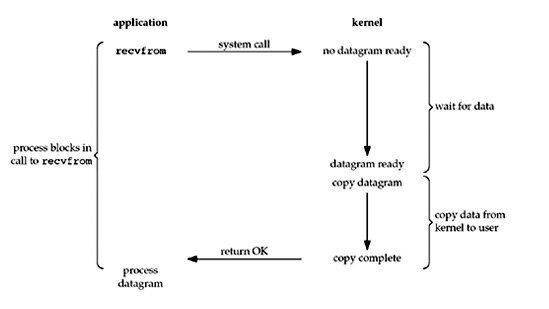 application
kernel
recvfrom
system call
no datagram ready
wait for data
process blocks in
call to recvfrom
datagram ready
copy datagram
copy data from
kernel to user
return OK
copy complete
process
datagram